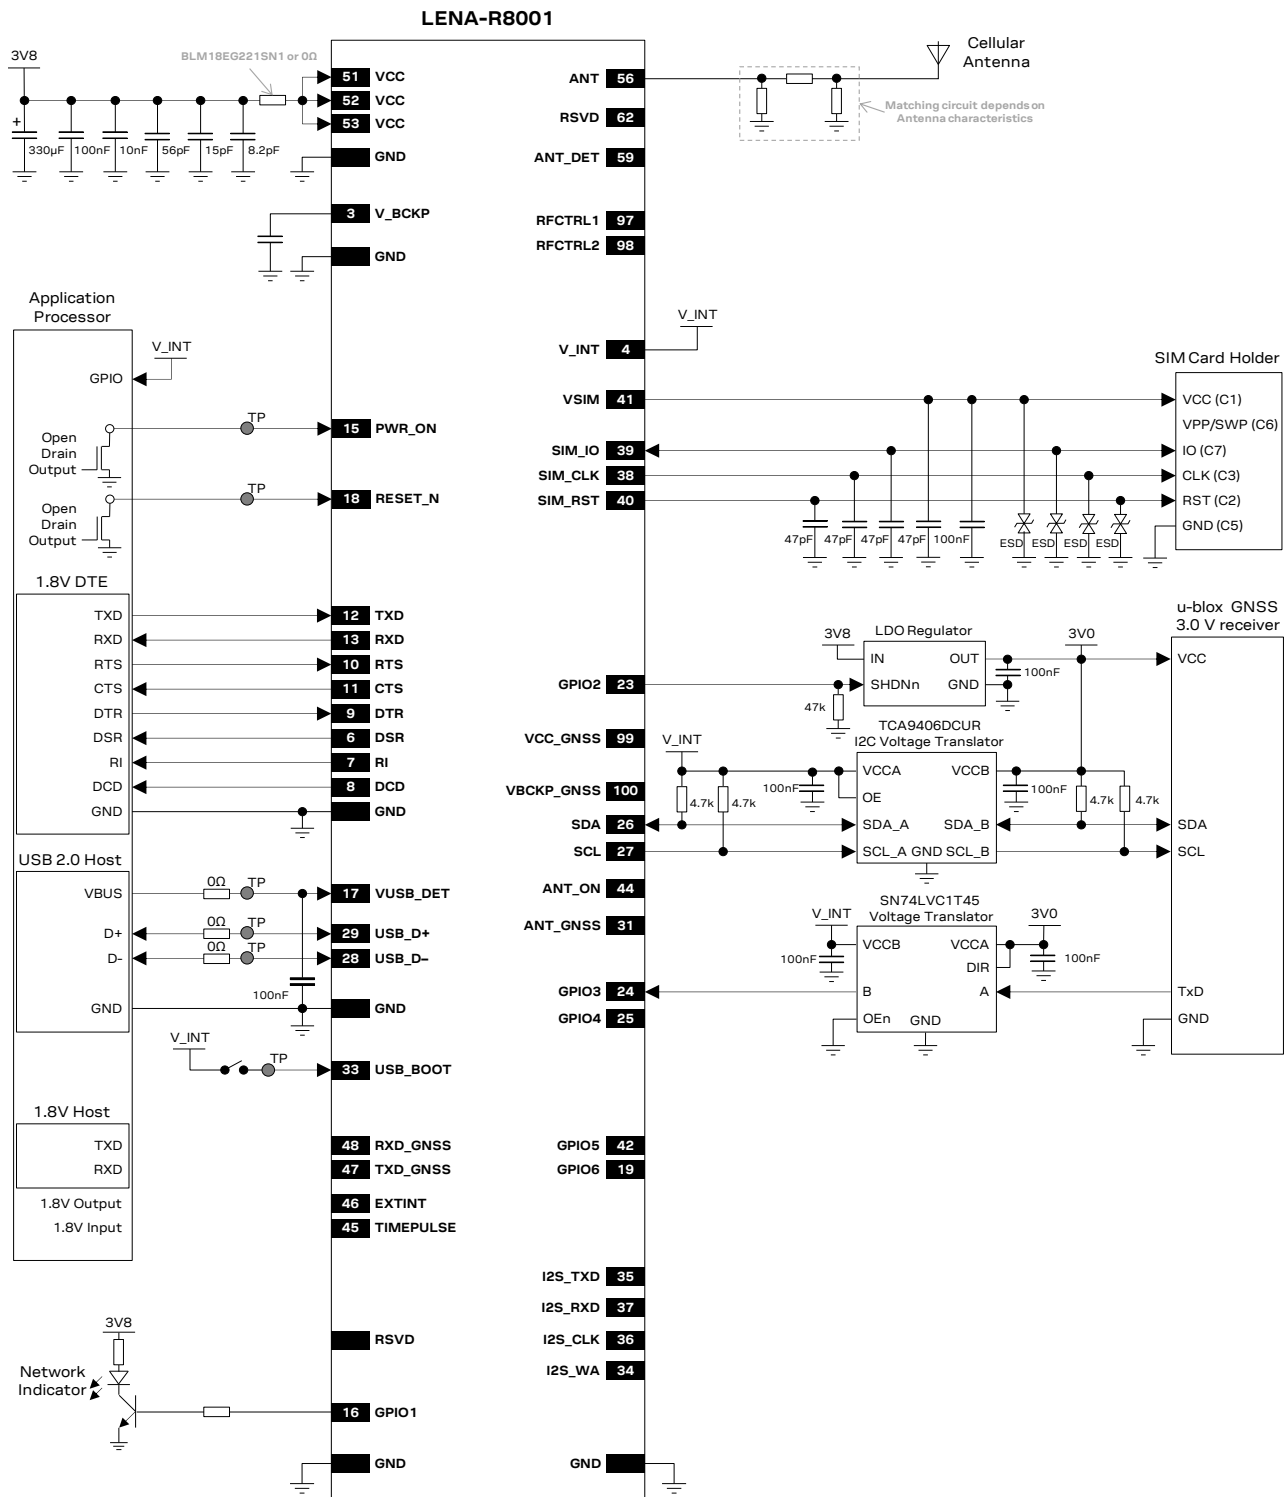 LENA-R8001
3V8
BLM18EG221SN1 or 0Ω
+
330µF 100nF 10nF 56pF 15pF 8.2pF
51 VCC
52 VCC
53 VCC
GND
3 V_BCKP
GND
Application
Processor
V_INT
GPIO
TP
15 PWR_ON
Open
Drain
Output
TP
18 RESET_N
Open
Drain
Output
1.8V DTE
TXD 12 TXD
RXD 13 RXD
RTS 10 RTS
CTS 11 CTS
DTR 9 DTR
DSR 6 DSR
RI 7 RI
DCD 8 DCD
GND GND
USB 2.0 Host
VBUS 0Ω TP 17 VUSB_DET
D+ 0Ω TP 29 USB_D+
D- 0Ω TP 28 USB_D–
100nF
GND GND
V_INT
TP
33 USB_BOOT
1.8V Host
TXD 48 RXD_GNSS
RXD 47 TXD_GNSS
1.8V Output 46 EXTINT
1.8V Input 45 TIMEPULSE
3V8
RSVD
Network
Indicator
16 GPIO1
GND
ANT 56
Cellular
Antenna
Matching circuit depends on
Antenna characteristics
RSVD 62
ANT_DET 59
RFCTRL1 97
RFCTRL2 98
V_INT
V_INT 4
SIM Card Holder
VSIM 41 VCC (C1)
VPP/SWP (C6)
SIM_IO 39 IO (C7)
SIM_CLK 38 CLK (C3)
SIM_RST 40 RST (C2)
GND (C5)
47pF 47pF 47pF 47pF 100nF ESD ESD ESD ESD
u-blox GNSS
3.0 V receiver
3V8 LDO Regulator 3V0
IN OUT VCC
100nF
GPIO2 23 SHDNn GND
47k
TCA9406DCUR
I2C Voltage Translator
VCC_GNSS 99
V_INT
VCCA VCCB
100nF OE 100nF
VBCKP_GNSS 100
4.7k 4.7k 4.7k 4.7k
SDA 26 SDA_A SDA_B SDA
SCL 27 SCL_A GND SCL_B SCL
ANT_ON 44
SN74LVC1T45
Voltage Translator
V_INT 3V0
ANT_GNSS 31
VCCB VCCA
100nF DIR 100nF
GPIO3 24 B A TxD
GPIO4 25 OEn GND GND
GPIO5 42
GPIO6 19
I2S_TXD 35
I2S_RXD 37
I2S_CLK 36
I2S_WA 34
GND